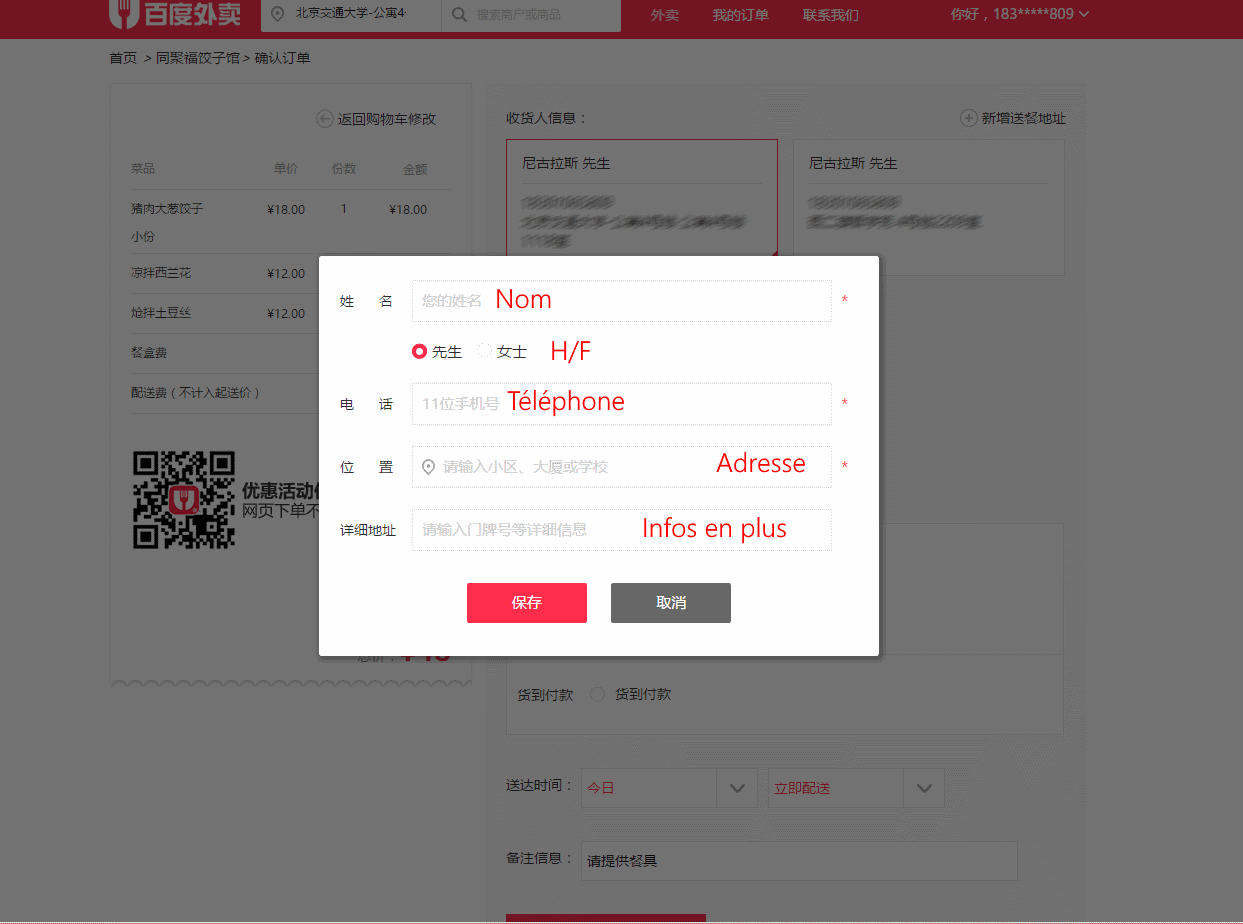 百度外卖
北京交通大学-公寓4
搜索商户或商品
外卖
我的订单
联系我们
你好，183*****809
首页 > 同聚福饺子馆 > 确认订单
返回购物车修改
菜品 单价 份数 金额
猪肉大葱饺子 ¥18.00 1 ¥18.00
小份
凉拌西兰花 ¥12.00
炝拌土豆丝 ¥12.00
餐盒费
配送费（不计入起送价）
优惠活动
网页下单不
总价：
收货人信息：
新增送餐地址
尼古拉斯 先生
尼古拉斯 先生
姓 名 您的姓名 Nom *
先生 女士 H/F
电 话 11位手机号 Téléphone *
位 置 请输入小区、大厦或学校 Adresse *
详细地址 请输入门牌号等详细信息 Infos en plus
保存 取消
货到付款 货到付款
送达时间： 今日 立即配送
备注信息： 请提供餐具